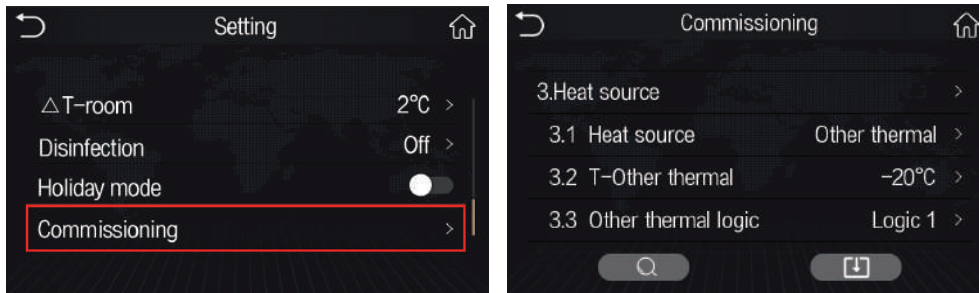 Setting
△T-room 2°C >
Disinfection Off >
Holiday mode
Commissioning >
Commissioning
3.Heat source >
3.1 Heat source Other thermal >
3.2 T-Other thermal -20°C >
3.3 Other thermal logic Logic 1 >